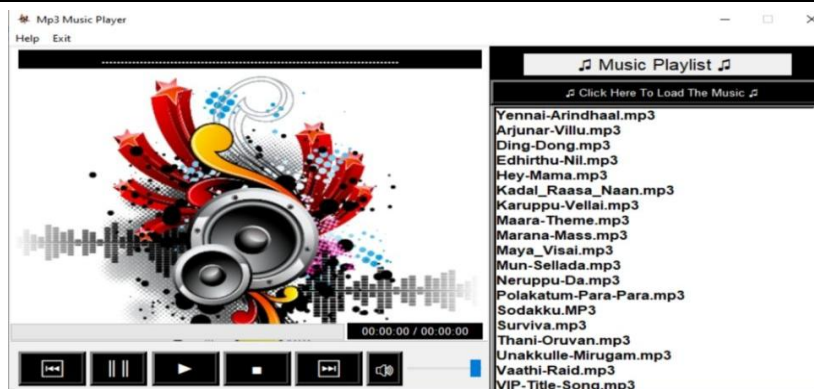 Mp3 Music Player
Help Exit
♫ Music Playlist ♫
♫ Click Here To Load The Music ♫
Yennai-Arindhaal.mp3
Arjunar-Villu.mp3
Ding-Dong.mp3
Edhirthu-Nil.mp3
Hey-Mama.mp3
Kadal_Raasa_Naan.mp3
Karuppu-Vellai.mp3
Maara-Theme.mp3
Marana-Mass.mp3
Maya_Visai.mp3
Mun-Sellada.mp3
Neruppu-Da.mp3
Polakatum-Para-Para.mp3
Sodakku.MP3
Surviva.mp3
Thani-Oruvan.mp3
Unakkulle-Mirugam.mp3
Vaathi-Raid.mp3
VIP-Title-Song.mp3
00:00:00 / 00:00:00